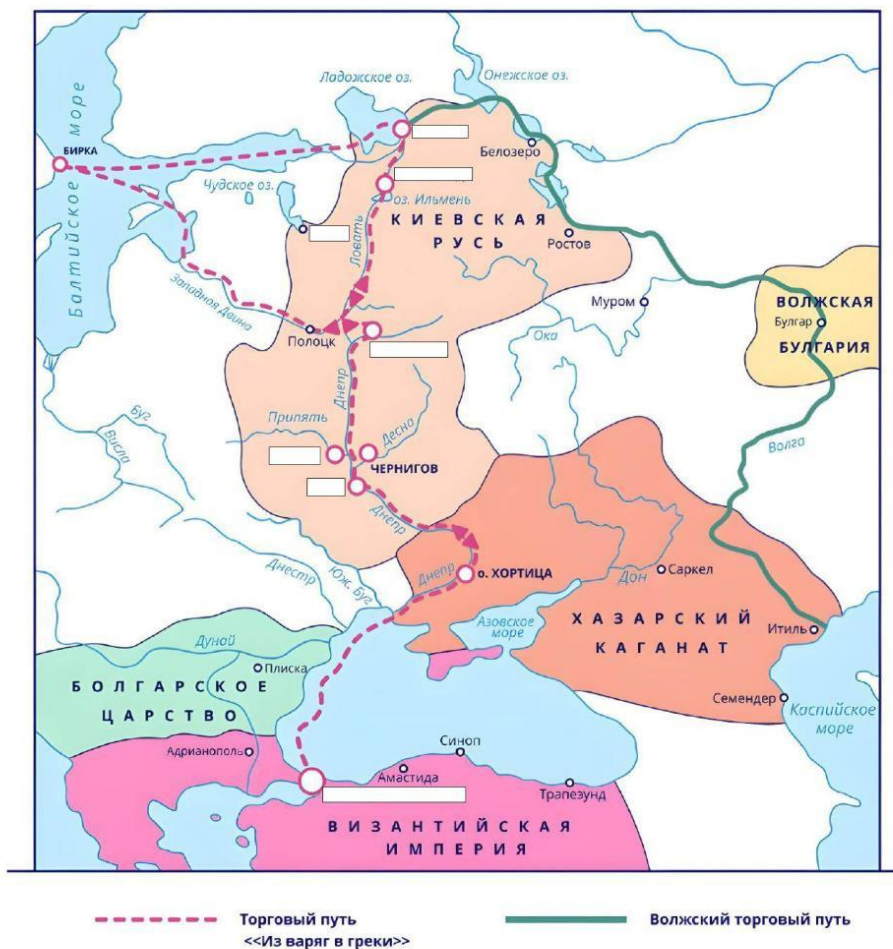 Ладожское оз.
Онежское оз.
БИРКА
Балтийское море
Белозеро
Чудское оз.
оз. Ильмень
КИЕВСКАЯ
РУСЬ
Ловать
Ростов
Западная Двина
Полоцк
Муром
Ока
ВОЛЖСКАЯ
Булгар
БУЛГАРИЯ
Днепр
Припять
Десна
ЧЕРНИГОВ
Буг
Висла
Волга
Днепр
Днестр
Юж. Буг
Днепр
о. ХОРТИЦА
Дон
Саркел
Азовское
море
ХАЗАРСКИЙ
КАГАНАТ
Итиль
Дунай
Плиска
БОЛГАРСКОЕ
ЦАРСТВО
Семендер
Каспийское
море
Адрианополь
Синоп
Амастида
Трапезунд
ВИЗАНТИЙСКАЯ
ИМПЕРИЯ
Торговый путь
<<Из варяг в греки>>
Волжский торговый путь